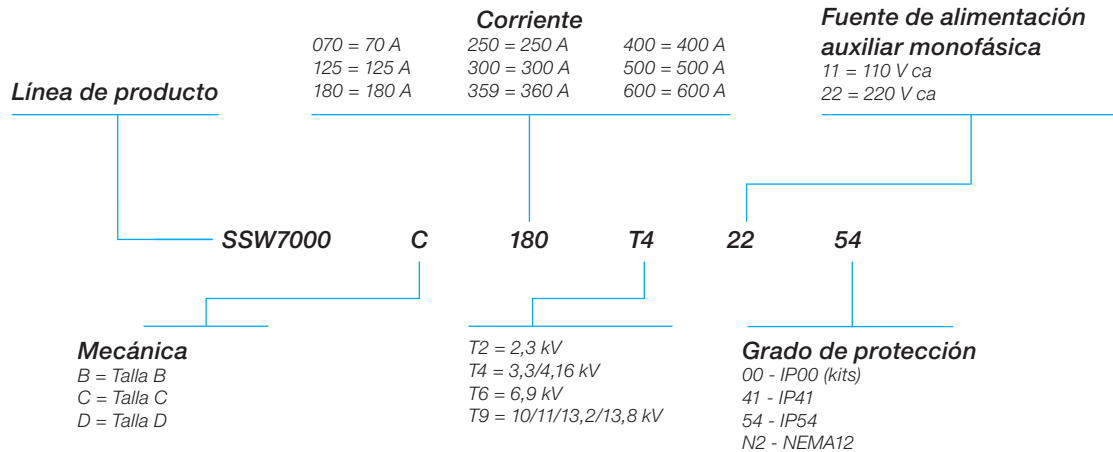 Corriente
070 = 70 A 250 = 250 A 400 = 400 A
125 = 125 A 300 = 300 A 500 = 500 A
180 = 180 A 359 = 360 A 600 = 600 A
Fuente de alimentación
auxiliar monofásica
11 = 110 V ca
22 = 220 V ca
Línea de producto
SSW7000 C 180 T4 22 54
Mecánica
B = Talla B
C = Talla C
D = Talla D
T2 = 2,3 kV
T4 = 3,3/4,16 kV
T6 = 6,9 kV
T9 = 10/11/13,2/13,8 kV
Grado de protección
00 - IP00 (kits)
41 - IP41
54 - IP54
N2 - NEMA12